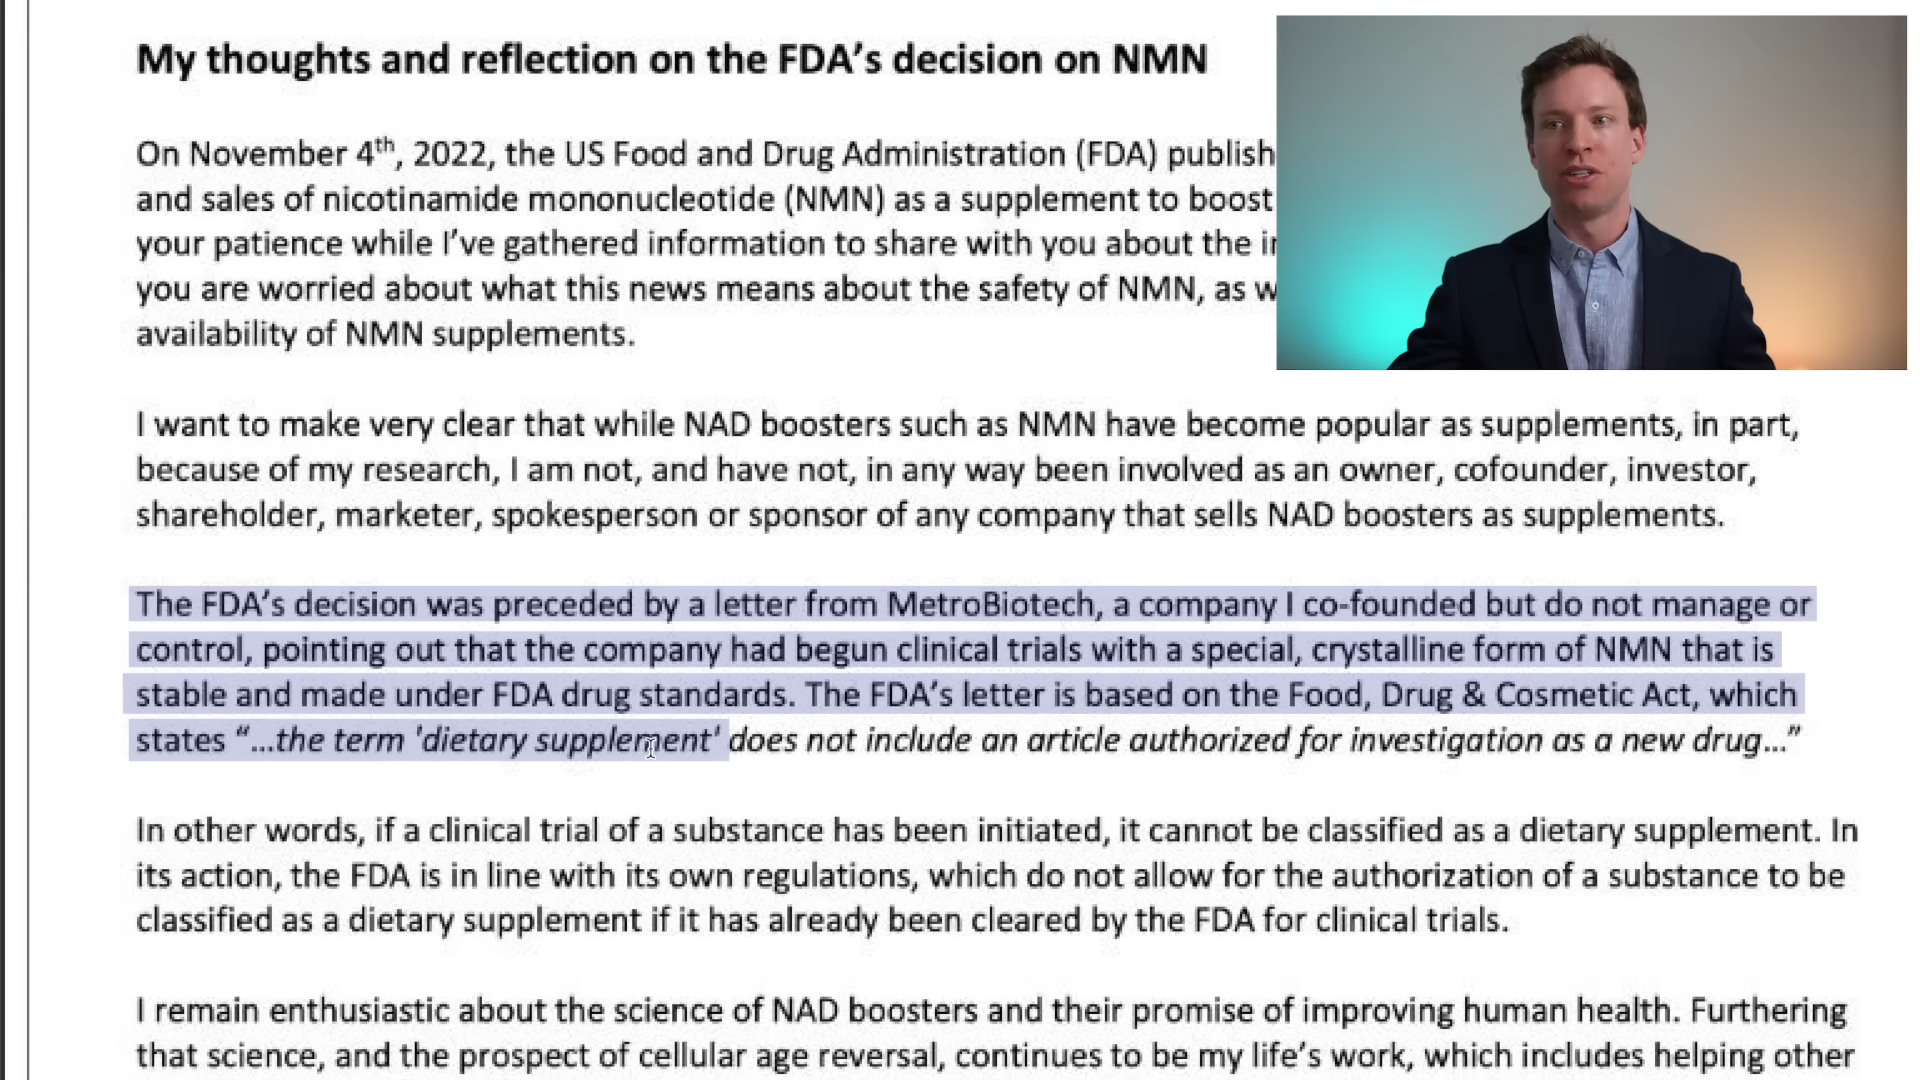 My thoughts and reflection on the FDA's decision on NMN
On November 4th, 2022, the US Food and Drug Administration (FDA) publish
and sales of nicotinamide mononucleotide (NMN) as a supplement to boost
your patience while I've gathered information to share with you about the
you are worried about what this news means about the safety of NMN, as
availability of NMN supplements.
I want to make very clear that while NAD boosters such as NMN have become popular as supplements, in part,
because of my research, I am not, and have not, in any way been involved as an owner, cofounder, investor,
shareholder, marketer, spokesperson or sponsor of any company that sells NAD boosters as supplements.
The FDA's decision was preceded by a letter from MetroBiotech, a company I co-founded but do not manage or
control, pointing out that the company had begun clinical trials with a special, crystalline form of NMN that is
stable and made under FDA drug standards. The FDA's letter is based on the Food, Drug & Cosmetic Act, which
states “...the term 'dietary supplement' does not include an article authorized for investigation as a new drug...”
In other words, if a clinical trial of a substance has been initiated, it cannot be classified as a dietary supplement. In
its action, the FDA is in line with its own regulations, which do not allow for the authorization of a substance to be
classified as a dietary supplement if it has already been cleared by the FDA for clinical trials.
I remain enthusiastic about the science of NAD boosters and their promise of improving human health. Furthering
that science, and the prospect of cellular age reversal, continues to be my life's work, which includes helping other